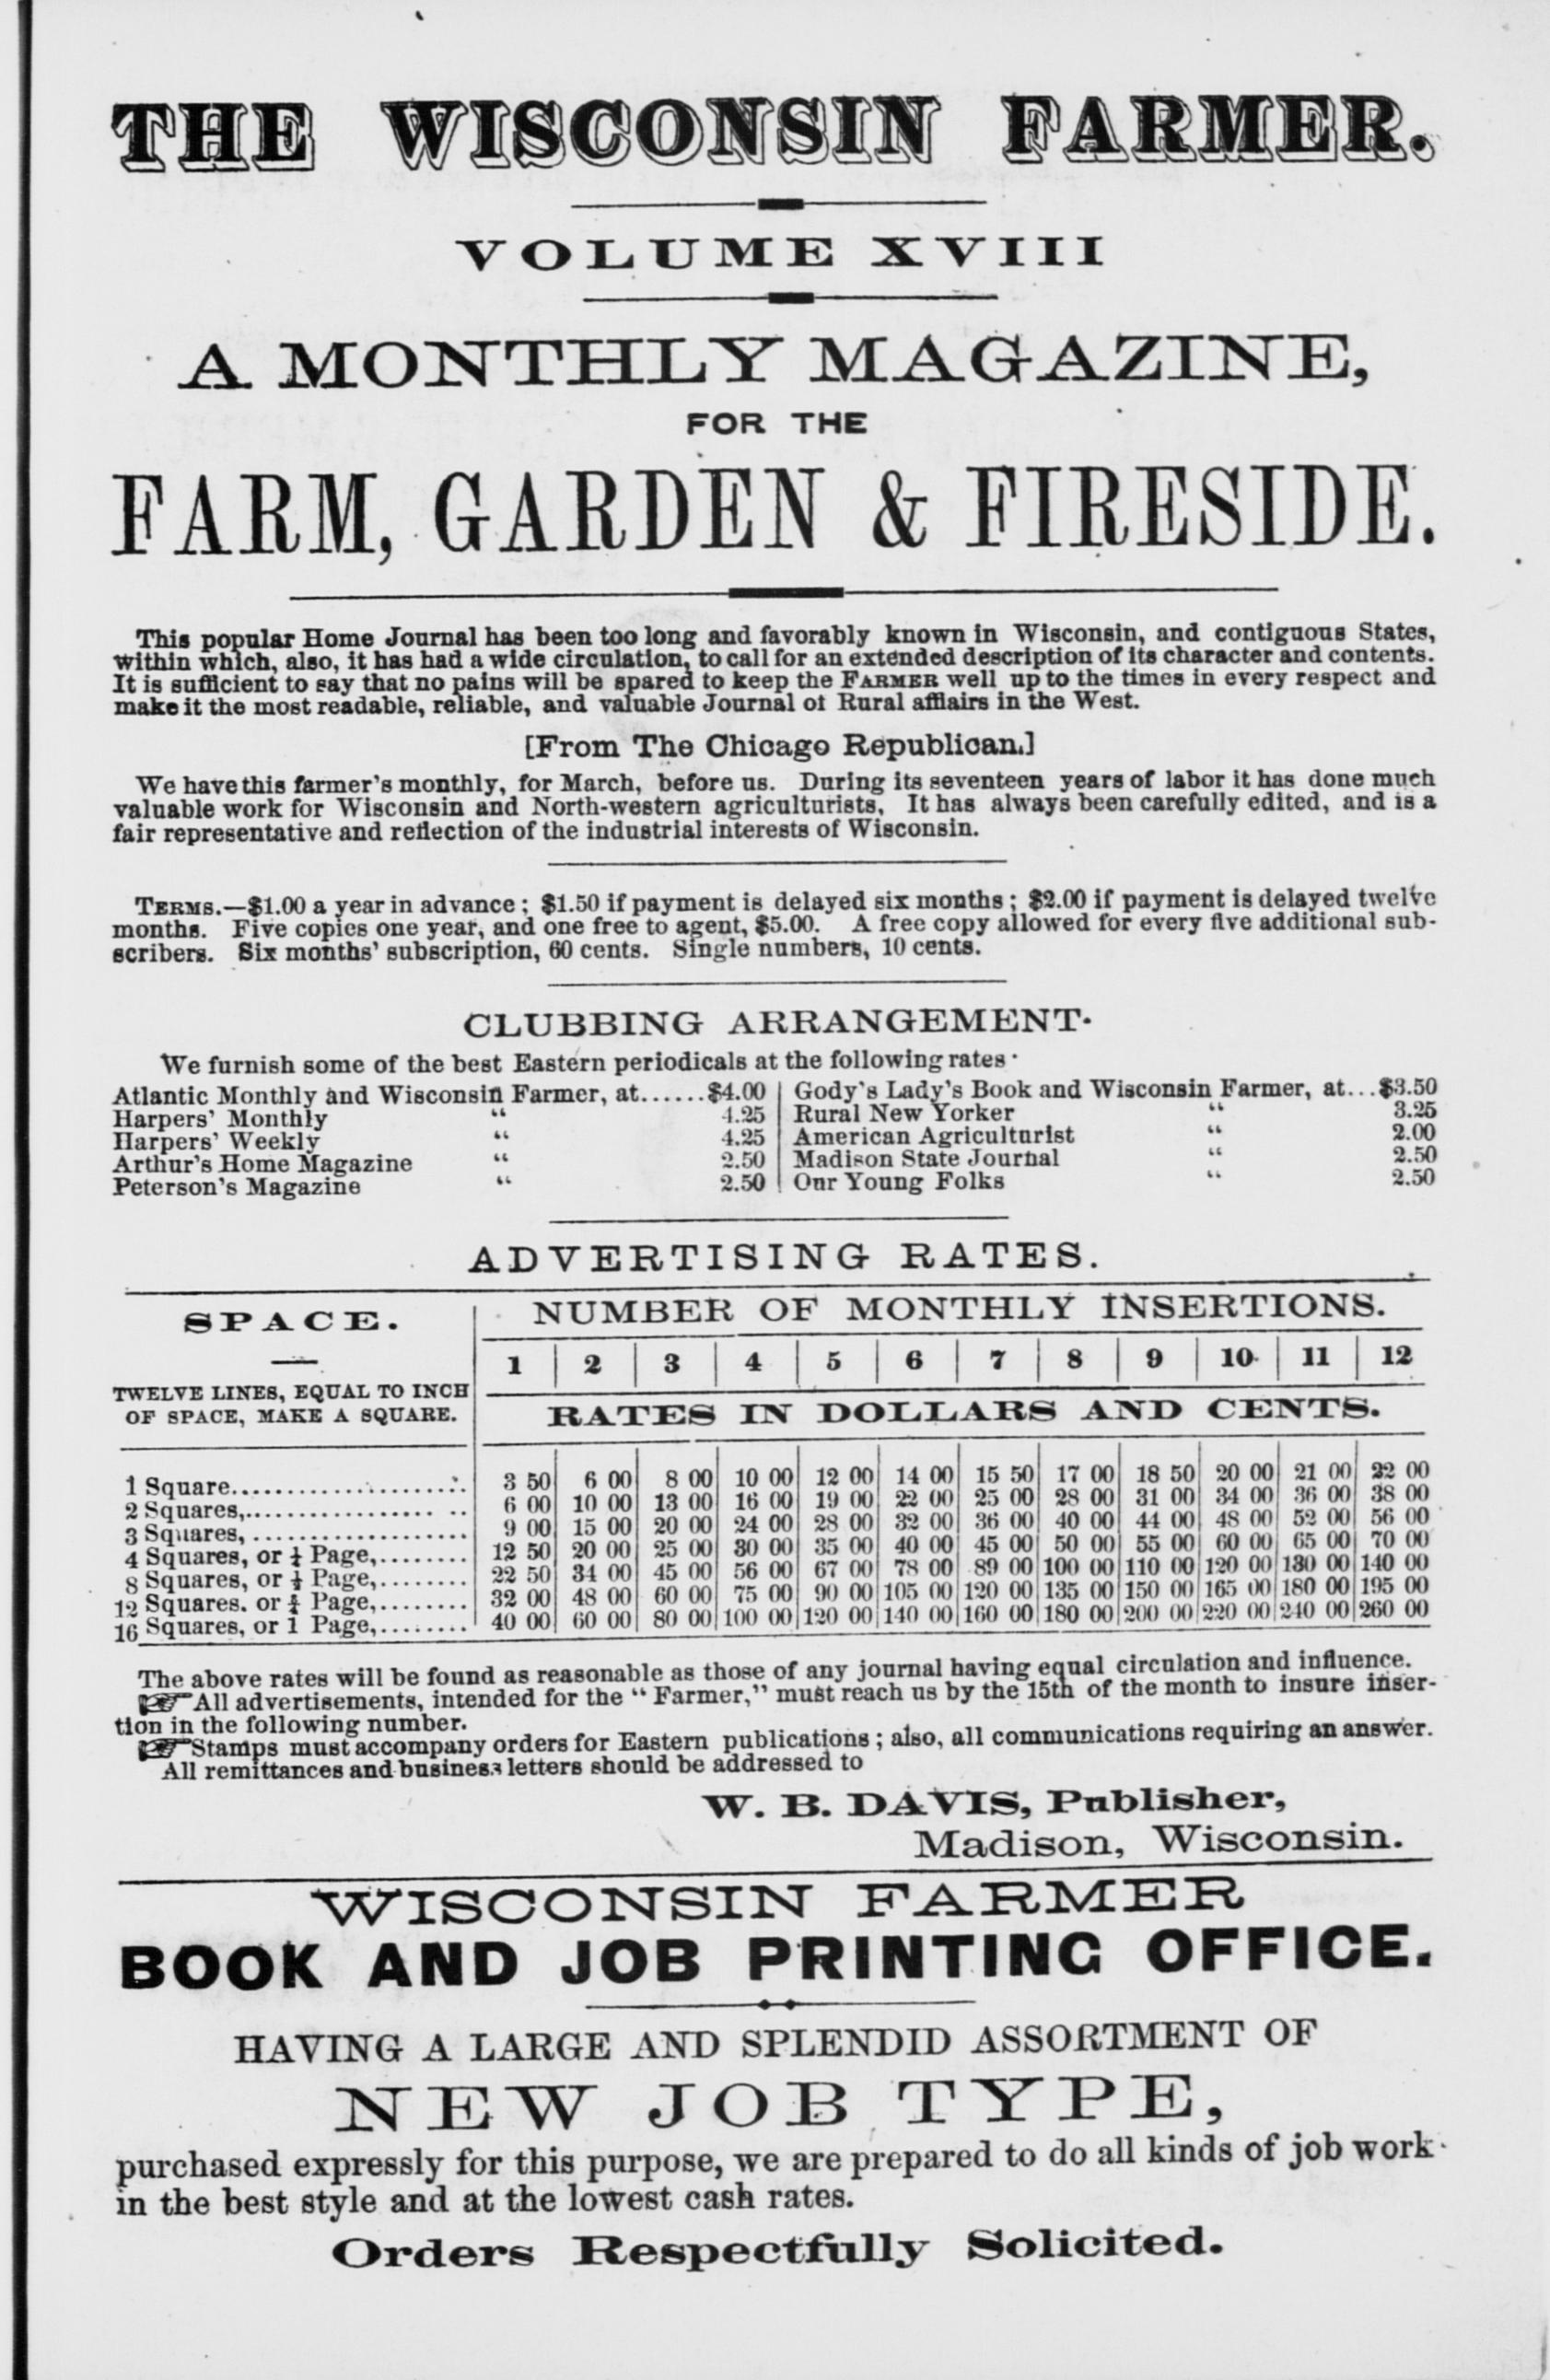 THE WISCONSIN FARMER.
VOLUME XVIII
A MONTHLY MAGAZINE,
FOR THE
FARM, GARDEN & FIRESIDE.
This popular Home Journal has been too long and favorably known in Wisconsin, and contiguous States,
within which, also, it has had a wide circulation, to call for an extended description of its character and contents.
It is sufficient to say that no pains will be spared to keep the FARMER well up to the times in every respect and
make it the most readable, reliable, and valuable Journal of Rural affairs in the West.
[From The Chicago Republican.]
We have this farmer's monthly, for March, before us. During its seventeen years of labor it has done much
valuable work for Wisconsin and North-western agriculturists, It has always been carefully edited, and is a
fair representative and reflection of the industrial interests of Wisconsin.
TERMS.—$1.00 a year in advance; $1.50 if payment is delayed six months; $2.00 if payment is delayed twelve
months. Five copies one year, and one free to agent, $5.00. A free copy allowed for every five additional sub-
scribers. Six months' subscription, 60 cents. Single numbers, 10 cents.
CLUBBING ARRANGEMENT.
We furnish some of the best Eastern periodicals at the following rates.
Atlantic Monthly and Wisconsin Farmer, at......$4.00 | Gody's Lady's Book and Wisconsin Farmer, at...$3.50
Harpers' Monthly " 4.25 | Rural New Yorker " 3.25
Harpers' Weekly " 4.25 | American Agriculturist " 2.00
Arthur's Home Magazine " 2.50 | Madison State Journal " 2.50
Peterson's Magazine " 2.50 | Our Young Folks " 2.50
ADVERTISING RATES.
SPACE. NUMBER OF MONTHLY INSERTIONS.
1 2 3 4 5 6 7 8 9 10 11 12
TWELVE LINES, EQUAL TO INCH
OF SPACE, MAKE A SQUARE.
RATES IN DOLLARS AND CENTS.
1 Square.................... 3 50 6 00 8 00 10 00 12 00 14 00 15 50 17 00 18 50 20 00 21 00 22 00
2 Squares,.................. 6 00 10 00 13 00 16 00 19 00 22 00 25 00 28 00 31 00 34 00 36 00 38 00
3 Squares, .................. 9 00 15 00 20 00 24 00 28 00 32 00 36 00 40 00 44 00 48 00 52 00 56 00
4 Squares, or ¼ Page,........ 12 50 20 00 25 00 30 00 35 00 40 00 45 00 50 00 55 00 60 00 65 00 70 00
8 Squares, or ½ Page,........ 22 50 34 00 45 00 56 00 67 00 78 00 89 00 100 00 110 00 120 00 130 00 140 00
12 Squares. or ¾ Page,........ 32 00 48 00 60 00 75 00 90 00 105 00 120 00 135 00 150 00 165 00 180 00 195 00
16 Squares, or 1 Page,........ 40 00 60 00 80 00 100 00 120 00 140 00 160 00 180 00 200 00 220 00 240 00 260 00
The above rates will be found as reasonable as those of any journal having equal circulation and influence.
☞All advertisements, intended for the "Farmer," must reach us by the 15th of the month to insure inser-
tion in the following number.
☞Stamps must accompany orders for Eastern publications; also, all communications requiring an answer.
All remittances and business letters should be addressed to
W. B. DAVIS, Publisher,
Madison, Wisconsin.
WISCONSIN FARMER
BOOK AND JOB PRINTING OFFICE.
HAVING A LARGE AND SPLENDID ASSORTMENT OF
NEW JOB TYPE,
purchased expressly for this purpose, we are prepared to do all kinds of job work
in the best style and at the lowest cash rates.
Orders Respectfully Solicited.